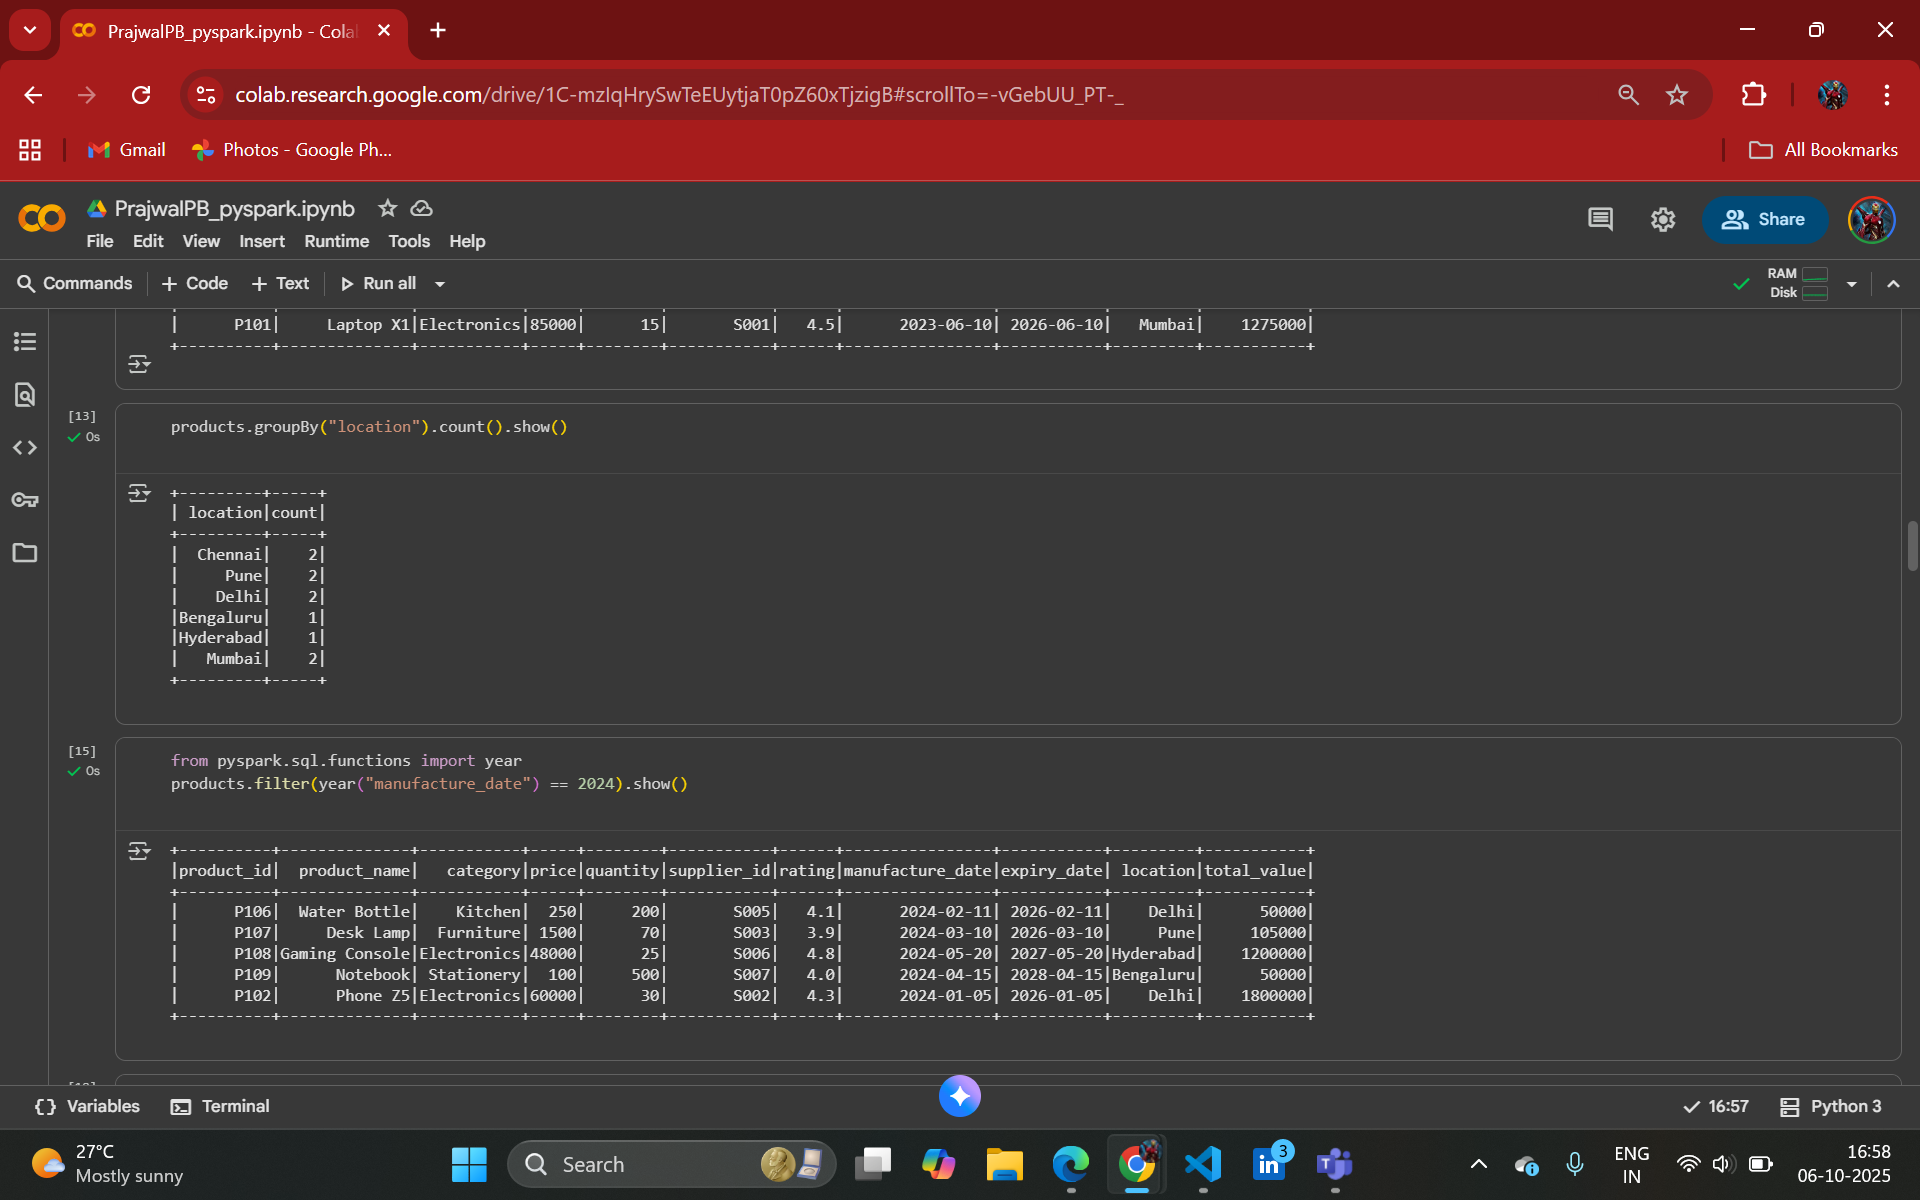 PrajwalPB_pyspark.ipynb - Cola
colab.research.google.com/drive/1C-mzIqHrySwTeEUytjaT0pZ60xTjzigB#scrollTo=-vGebUU_PT-_
Gmail
Photos - Google Ph...
All Bookmarks
PrajwalPB_pyspark.ipynb
File Edit View Insert Runtime Tools Help
Share
Commands + Code + Text Run all
RAM
Disk
|      P101|     Laptop X1|Electronics|85000|      15|       S001|   4.5|      2023-06-10| 2026-06-10|   Mumbai|    1275000|
+----------+--------------+-----------+-----+--------+-----------+------+----------------+-----------+---------+-----------+
[13]
0s
products.groupBy("location").count().show()
+---------+-----+
| location|count|
+---------+-----+
|  Chennai|    2|
|     Pune|    2|
|    Delhi|    2|
|Bengaluru|    1|
|Hyderabad|    1|
|   Mumbai|    2|
+---------+-----+
[15]
0s
from pyspark.sql.functions import year
products.filter(year("manufacture_date") == 2024).show()
+----------+--------------+-----------+-----+--------+-----------+------+----------------+-----------+---------+-----------+
|product_id|  product_name|   category|price|quantity|supplier_id|rating|manufacture_date|expiry_date| location|total_value|
+----------+--------------+-----------+-----+--------+-----------+------+----------------+-----------+---------+-----------+
|      P106|  Water Bottle|    Kitchen|  250|     200|       S005|   4.1|      2024-02-11| 2026-02-11|    Delhi|      50000|
|      P107|     Desk Lamp|  Furniture| 1500|      70|       S003|   3.9|      2024-03-10| 2026-03-10|     Pune|     105000|
|      P108|Gaming Console|Electronics|48000|      25|       S006|   4.8|      2024-05-20| 2027-05-20|Hyderabad|    1200000|
|      P109|      Notebook| Stationery|  100|     500|       S007|   4.0|      2024-04-15| 2028-04-15|Bengaluru|      50000|
|      P102|      Phone Z5|Electronics|60000|      30|       S002|   4.3|      2024-01-05| 2026-01-05|    Delhi|    1800000|
+----------+--------------+-----------+-----+--------+-----------+------+----------------+-----------+---------+-----------+
Variables
Terminal
16:57
Python 3
27°C
Mostly sunny
Search
3
ENG
IN
16:58
06-10-2025